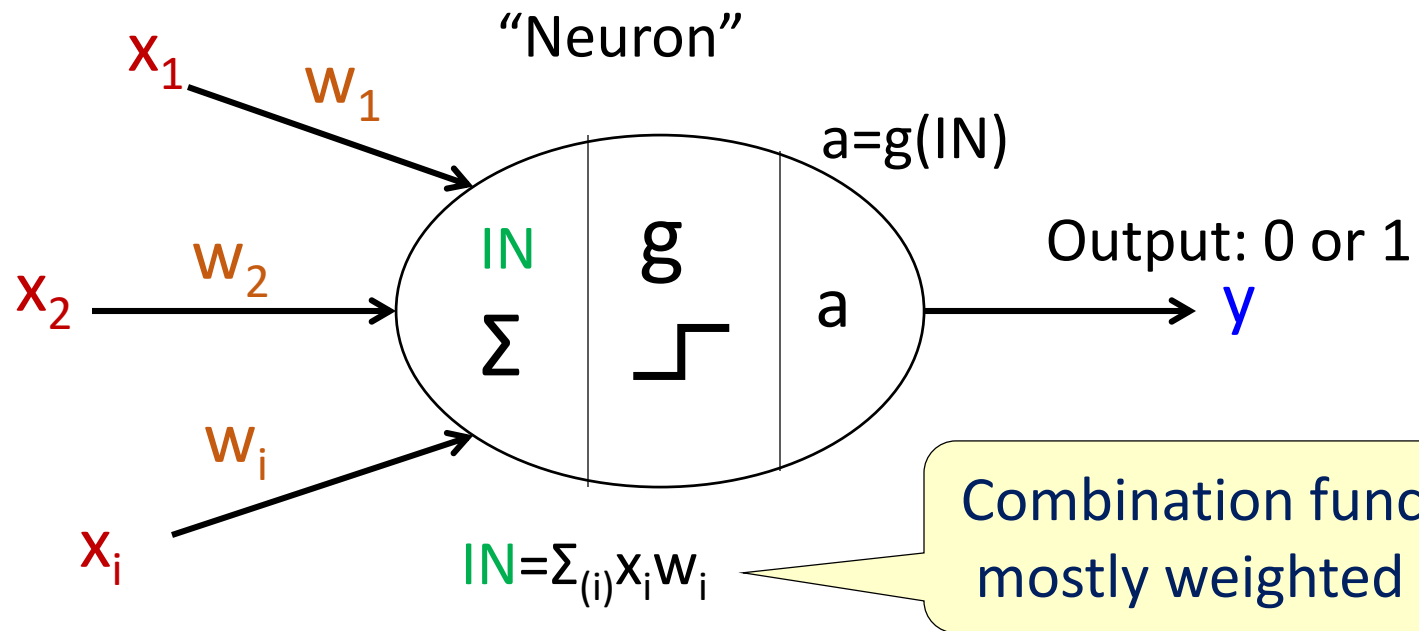 “Neuron”
x₁
w₁
a=g(IN)
IN
g
Output: 0 or 1
w₂
x₂
Σ
a
y
wᵢ
xᵢ
IN=Σ₍ᵢ₎xᵢwᵢ
Combination func
mostly weighted